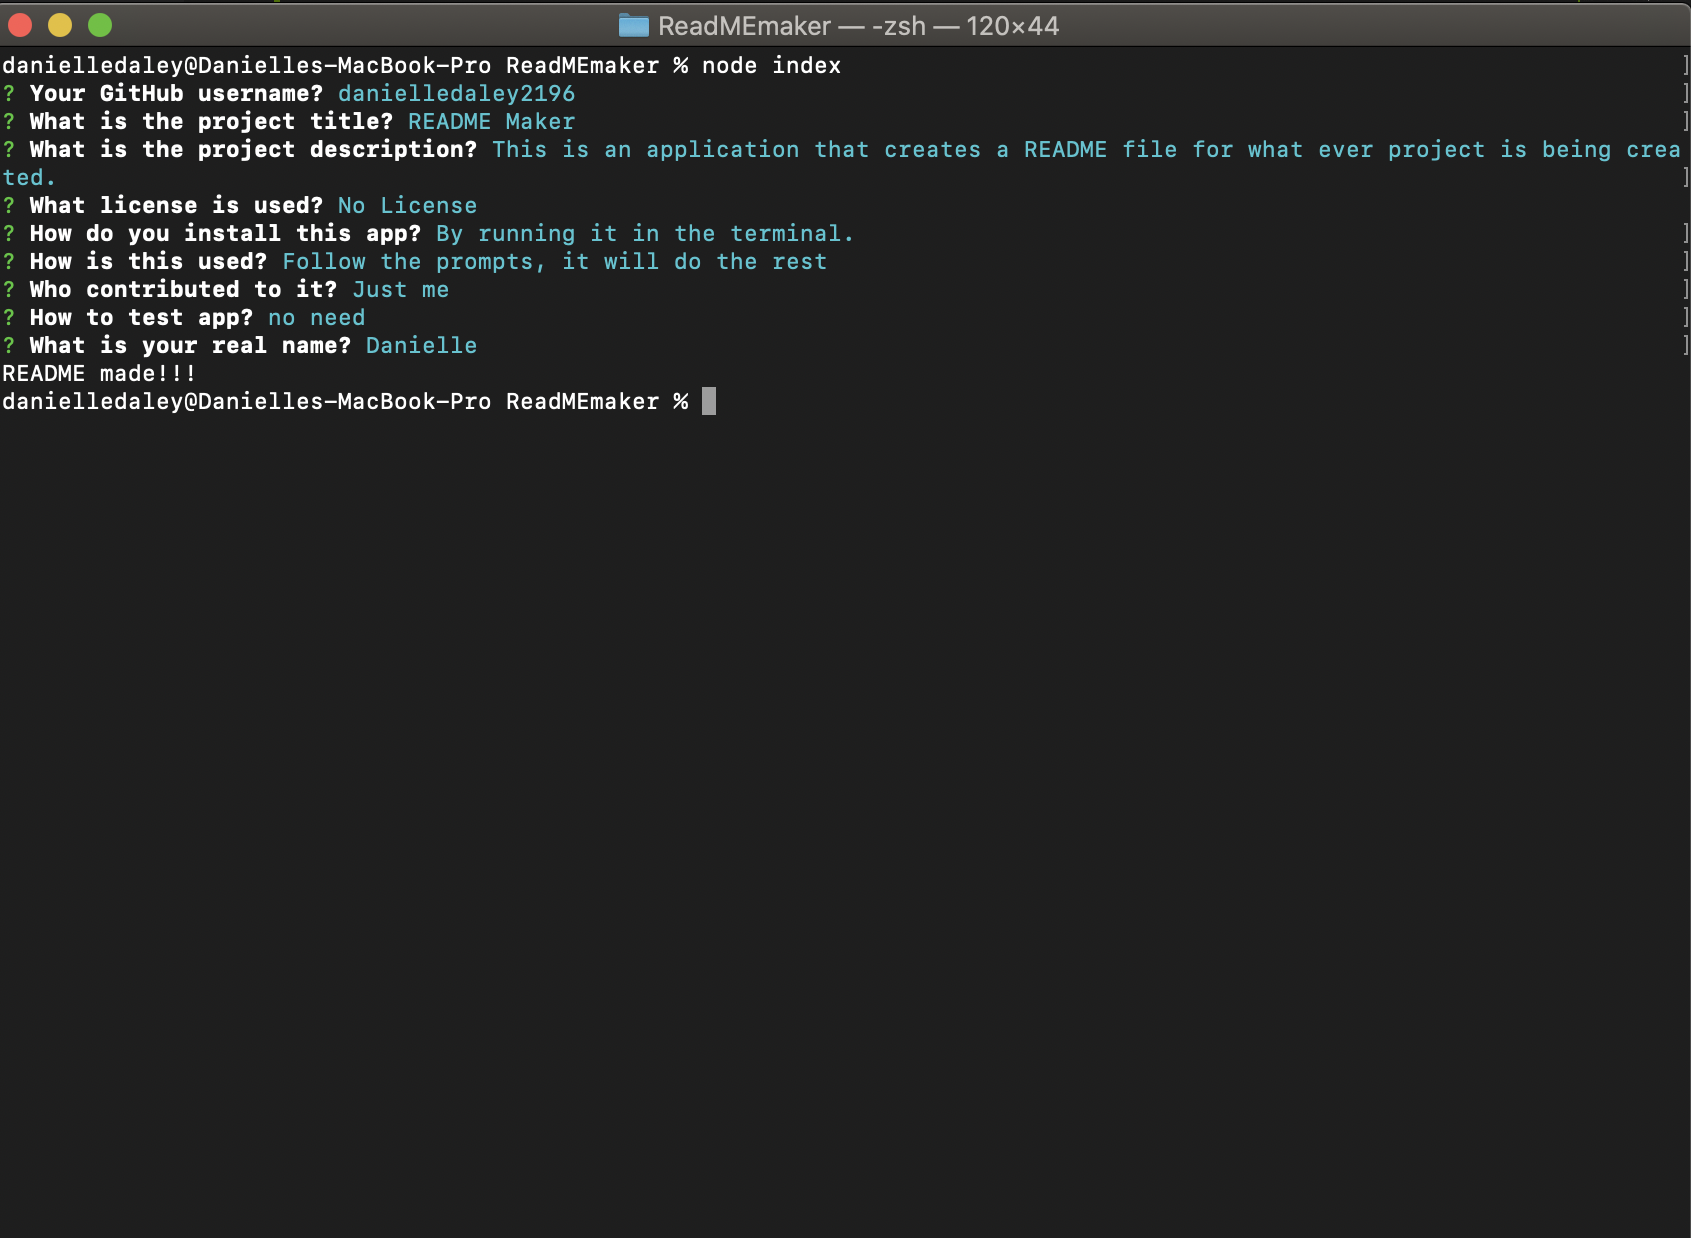 ReadMEmaker — -zsh — 120×44
danielledaley@Danielles-MacBook-Pro ReadMEmaker % node index ]
? Your GitHub username? danielledaley2196 ]
? What is the project title? README Maker ]
? What is the project description? This is an application that creates a README file for what ever project is being crea
ted. ]
? What license is used? No License
? How do you install this app? By running it in the terminal. ]
? How is this used? Follow the prompts, it will do the rest ]
? Who contributed to it? Just me ]
? How to test app? no need ]
? What is your real name? Danielle ]
README made!!!
danielledaley@Danielles-MacBook-Pro ReadMEmaker %